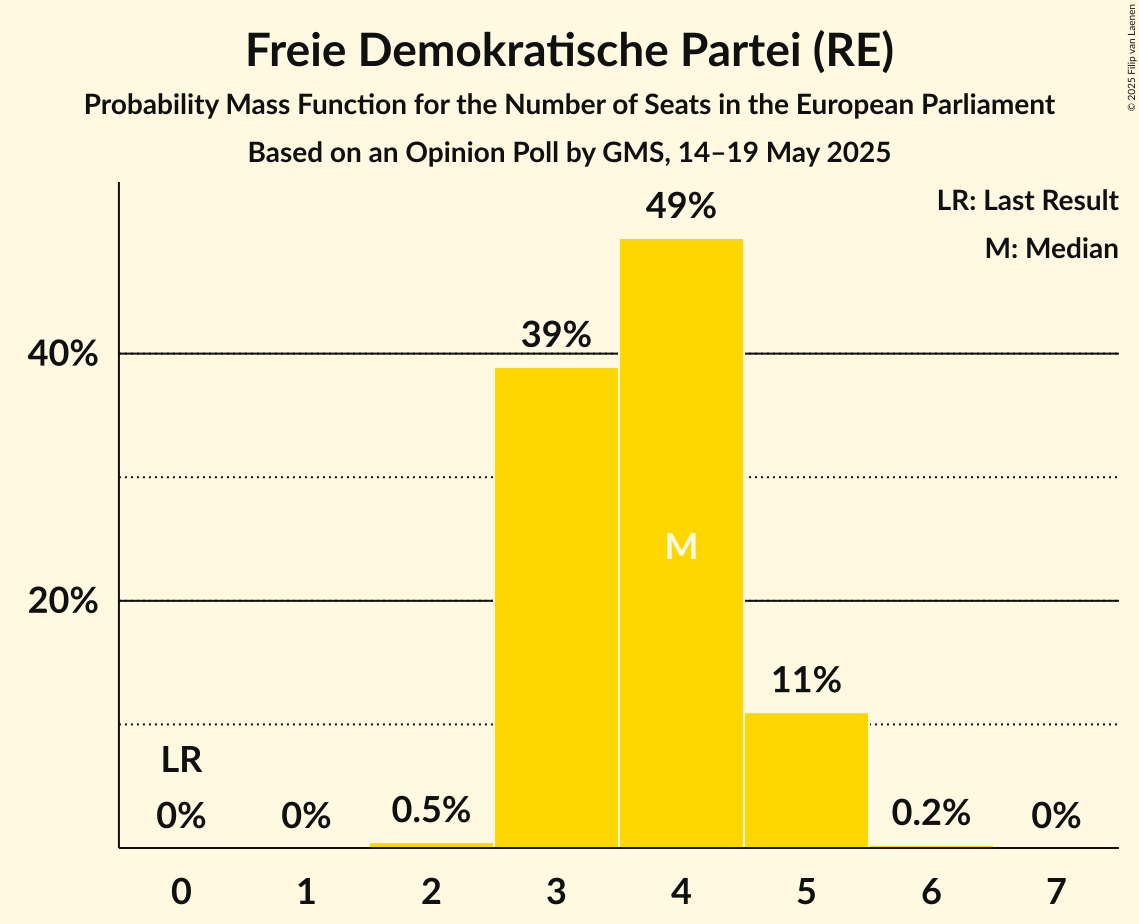 Freie Demokratische Partei (RE)
Probability Mass Function for the Number of Seats in the European Parliament
Based on an Opinion Poll by GMS, 14–19 May 2025
© 2025 Filip van Laenen
LR: Last Result
M: Median
49%
39%
40%
M
20%
11%
LR
0%
0%
0.5%
0.2%
0%
0 1 2 3 4 5 6 7